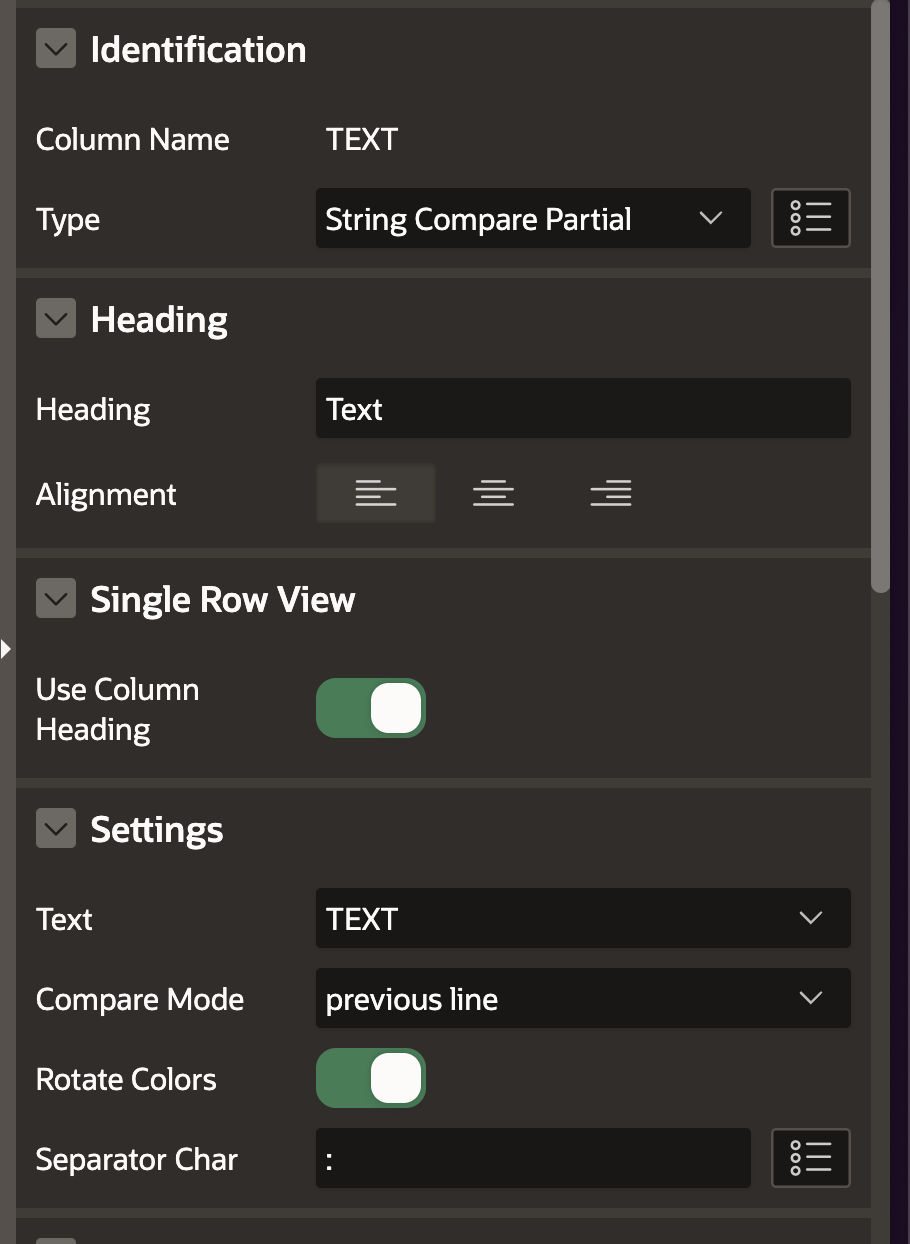 Identification
Column Name TEXT
Type String Compare Partial
Heading
Heading Text
Alignment
Single Row View
Use Column
Heading
Settings
Text TEXT
Compare Mode previous line
Rotate Colors
Separator Char :